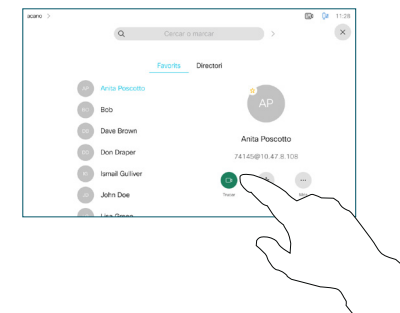 acano >
11:28
Cercar o marcar
Favorits Directori
AP Anita Poscotto
Bob
Dave Brown
Don Draper
Ismail Gulliver
John Doe
AP
Anita Poscotto
74145@10.47.8.108
Trucar